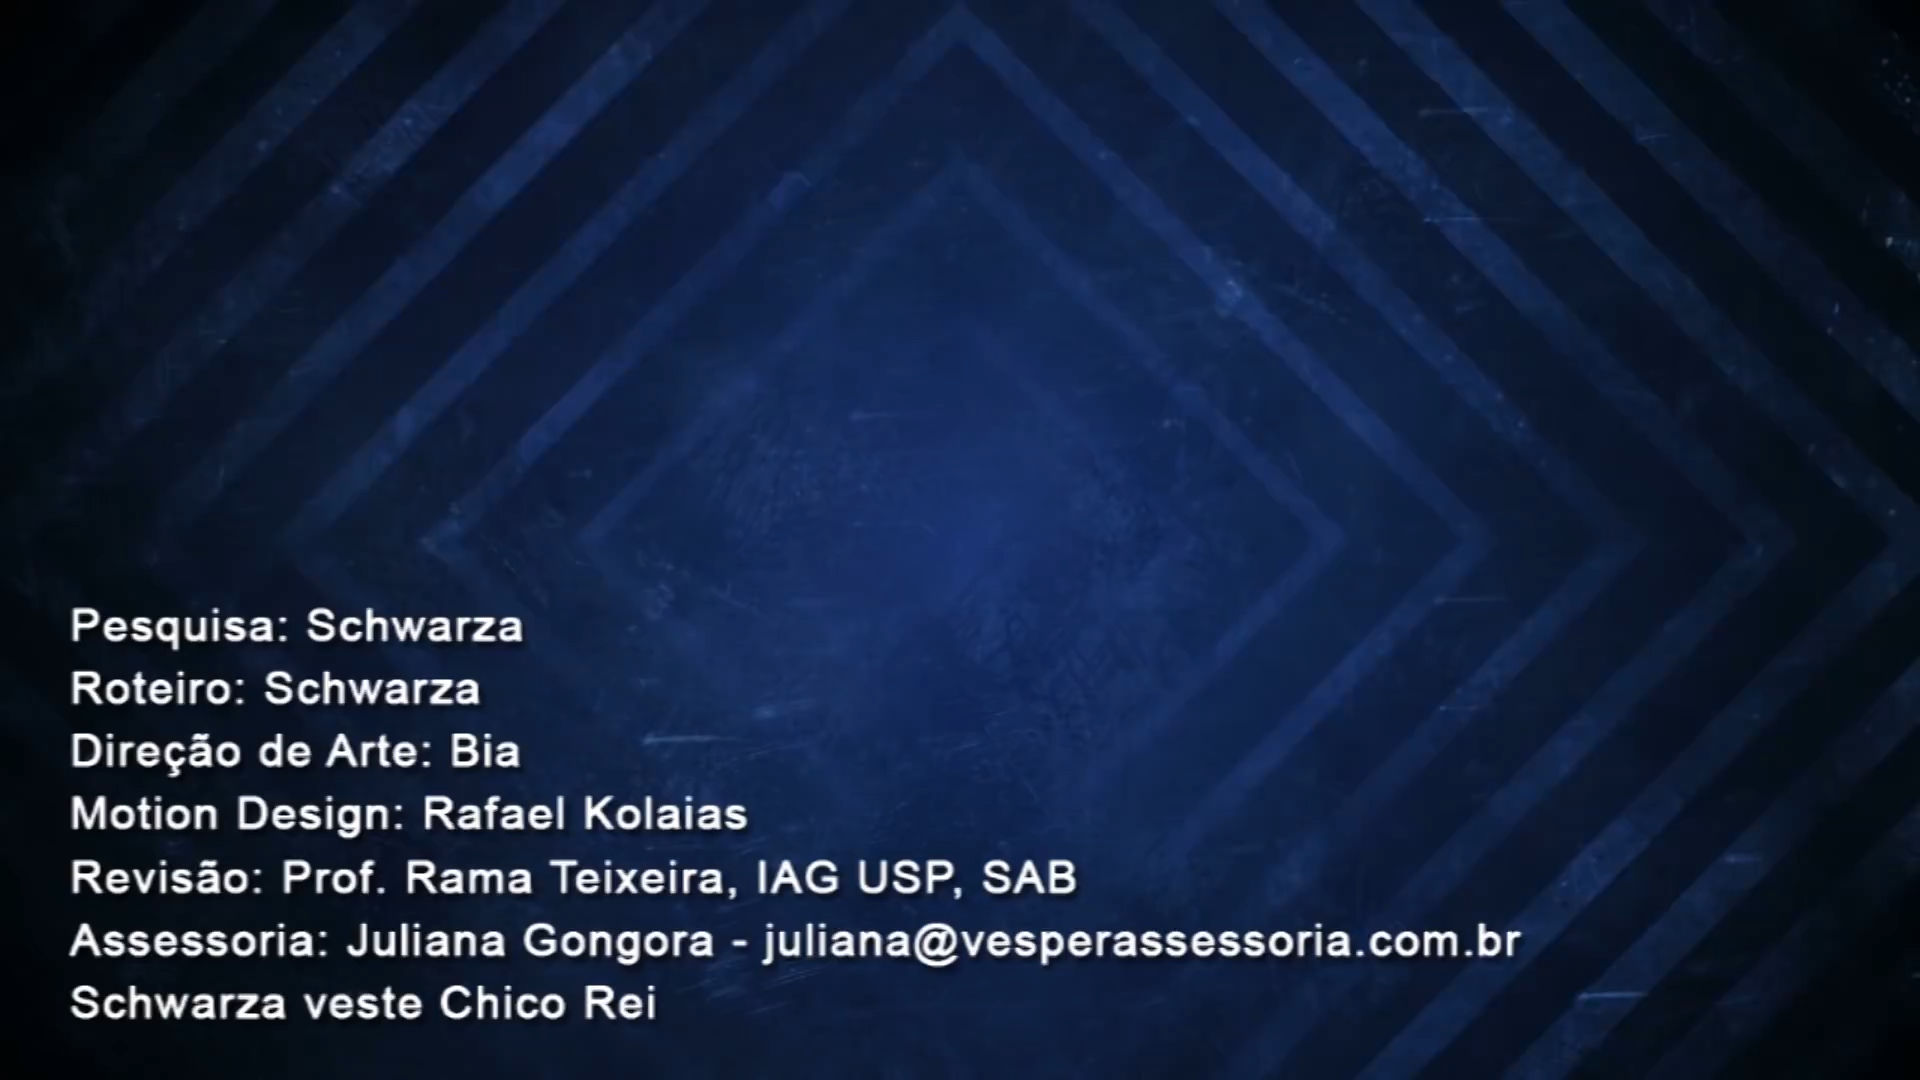 Pesquisa: Schwarza
Roteiro: Schwarza
Direção de Arte: Bia
Motion Design: Rafael Kolaias
Revisão: Prof. Rama Teixeira, IAG USP, SAB
Assessoria: Juliana Gongora - juliana@vesperassessoria.com.br
Schwarza veste Chico Rei